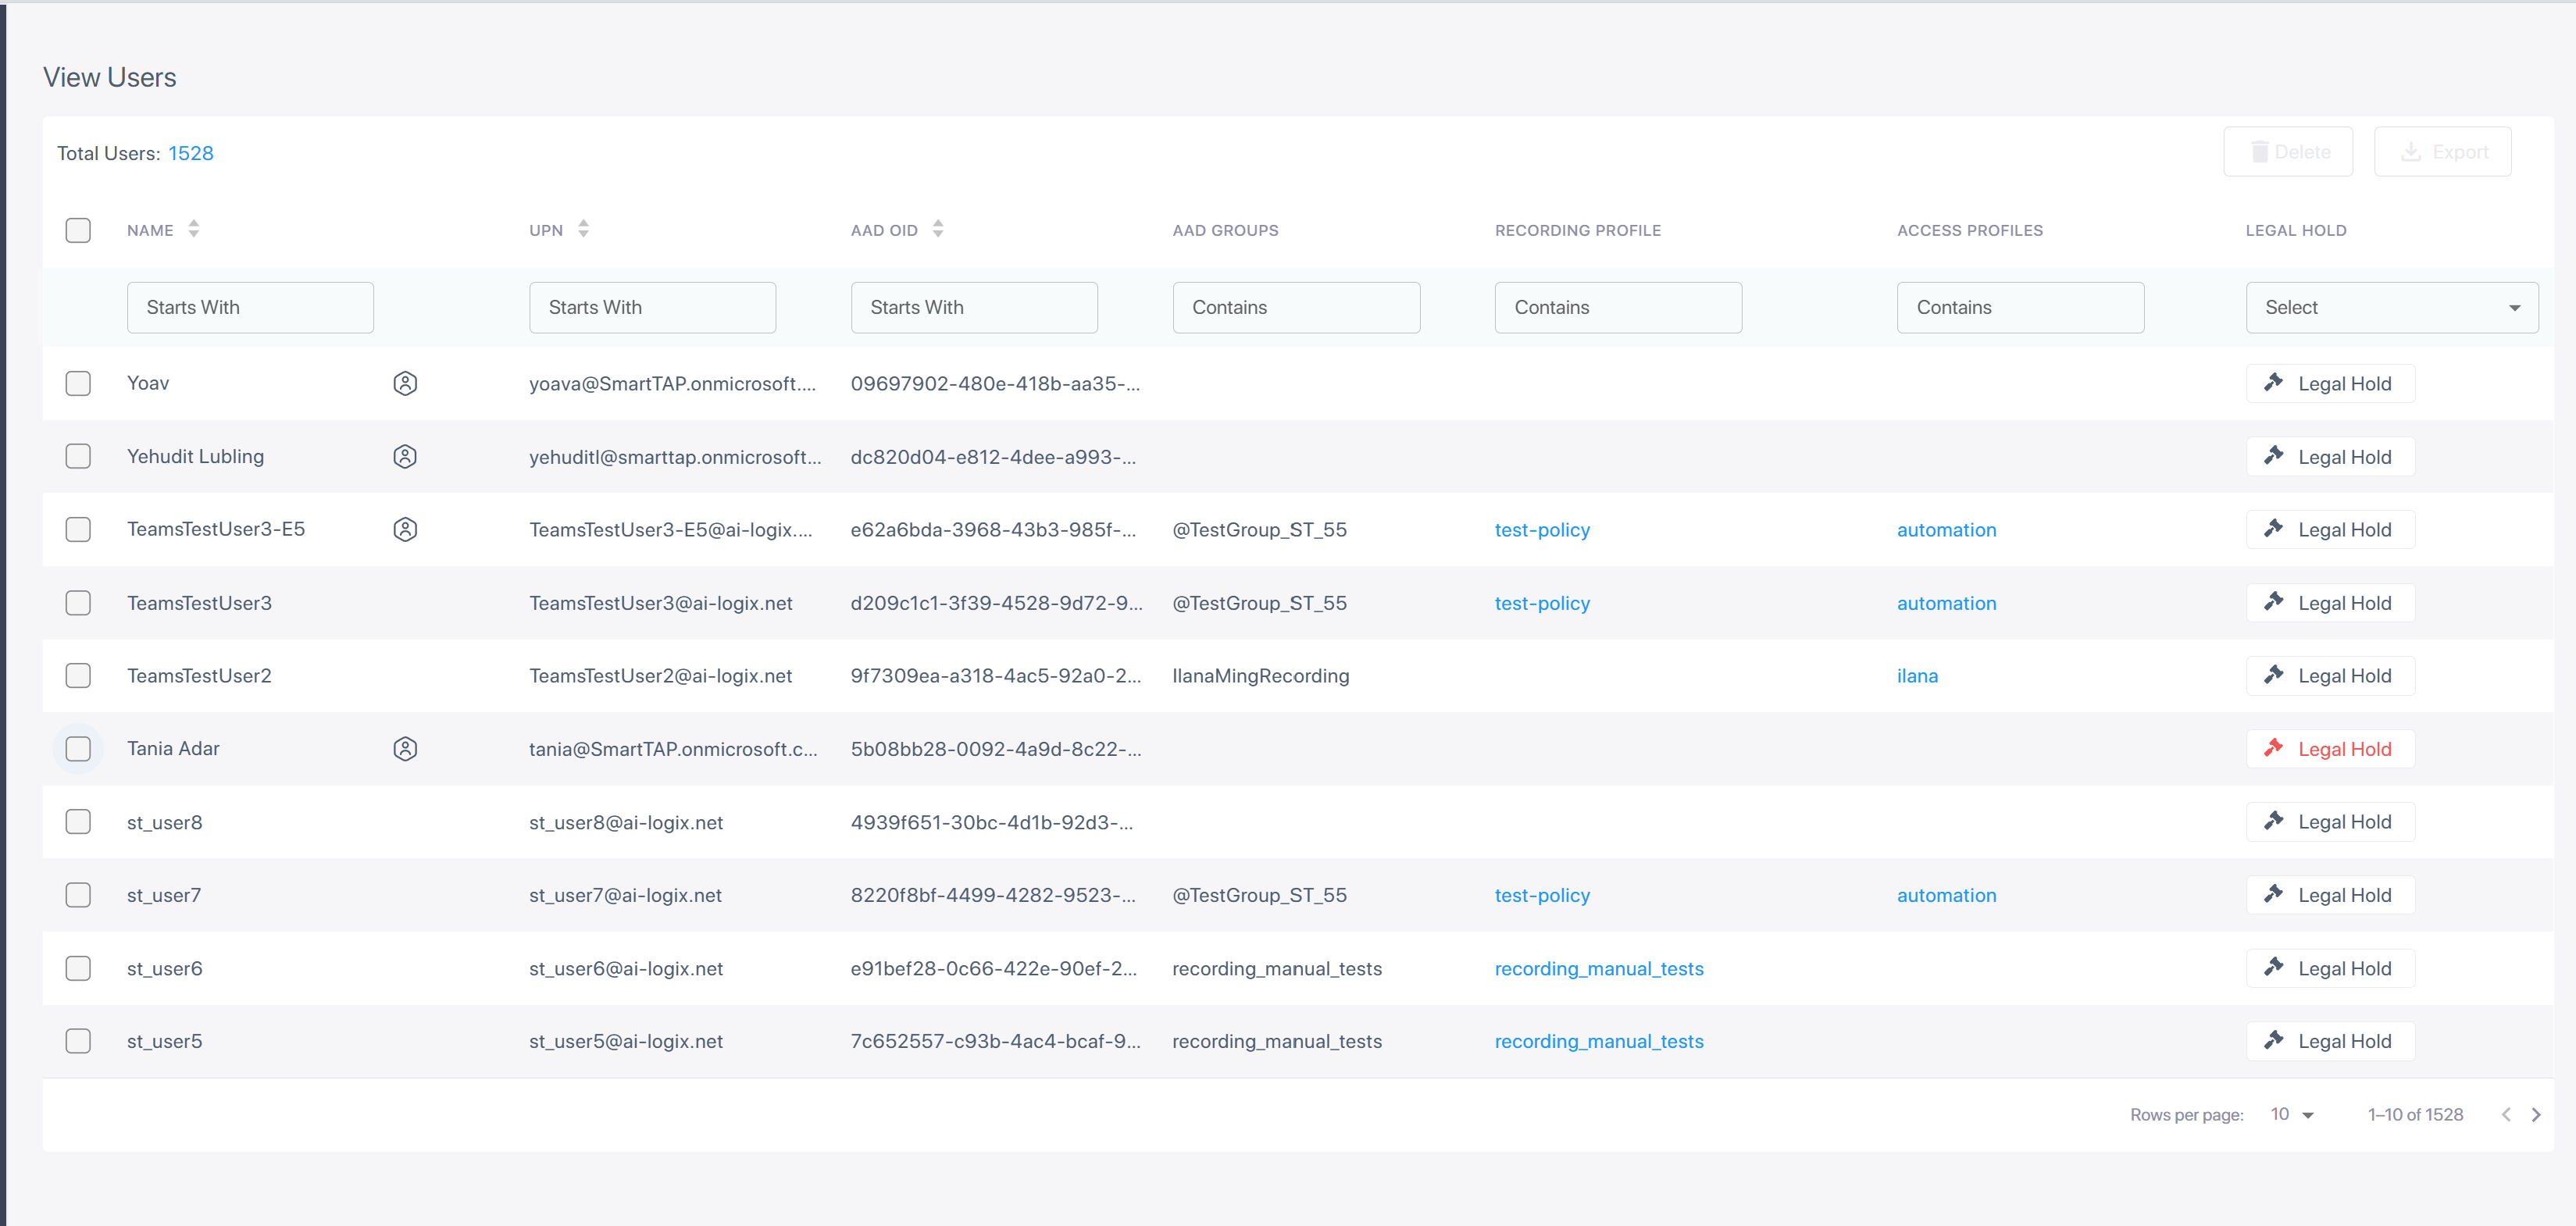 View Users
Total Users: 1528 Delete Export
NAME UPN AAD OID AAD GROUPS RECORDING PROFILE ACCESS PROFILES LEGAL HOLD
Starts With Starts With Starts With Contains Contains Contains Select
Yoav yoava@SmartTAP.onmicrosoft.... 09697902-480e-418b-aa35-... Legal Hold
Yehudit Lubling yehuditl@smarttap.onmicrosoft... dc820d04-e812-4dee-a993-... Legal Hold
TeamsTestUser3-E5 TeamsTestUser3-E5@ai-logix.... e62a6bda-3968-43b3-985f-... @TestGroup_ST_55 test-policy automation Legal Hold
TeamsTestUser3 TeamsTestUser3@ai-logix.net d209c1c1-3f39-4528-9d72-9... @TestGroup_ST_55 test-policy automation Legal Hold
TeamsTestUser2 TeamsTestUser2@ai-logix.net 9f7309ea-a318-4ac5-92a0-2... IlanaMingRecording ilana Legal Hold
Tania Adar tania@SmartTAP.onmicrosoft.c... 5b08bb28-0092-4a9d-8c22-... Legal Hold
st_user8 st_user8@ai-logix.net 4939f651-30bc-4d1b-92d3-... Legal Hold
st_user7 st_user7@ai-logix.net 8220f8bf-4499-4282-9523-... @TestGroup_ST_55 test-policy automation Legal Hold
st_user6 st_user6@ai-logix.net e91bef28-0c66-422e-90ef-2... recording_manual_tests recording_manual_tests Legal Hold
st_user5 st_user5@ai-logix.net 7c652557-c93b-4ac4-bcaf-9... recording_manual_tests recording_manual_tests Legal Hold
Rows per page: 10 1–10 of 1528